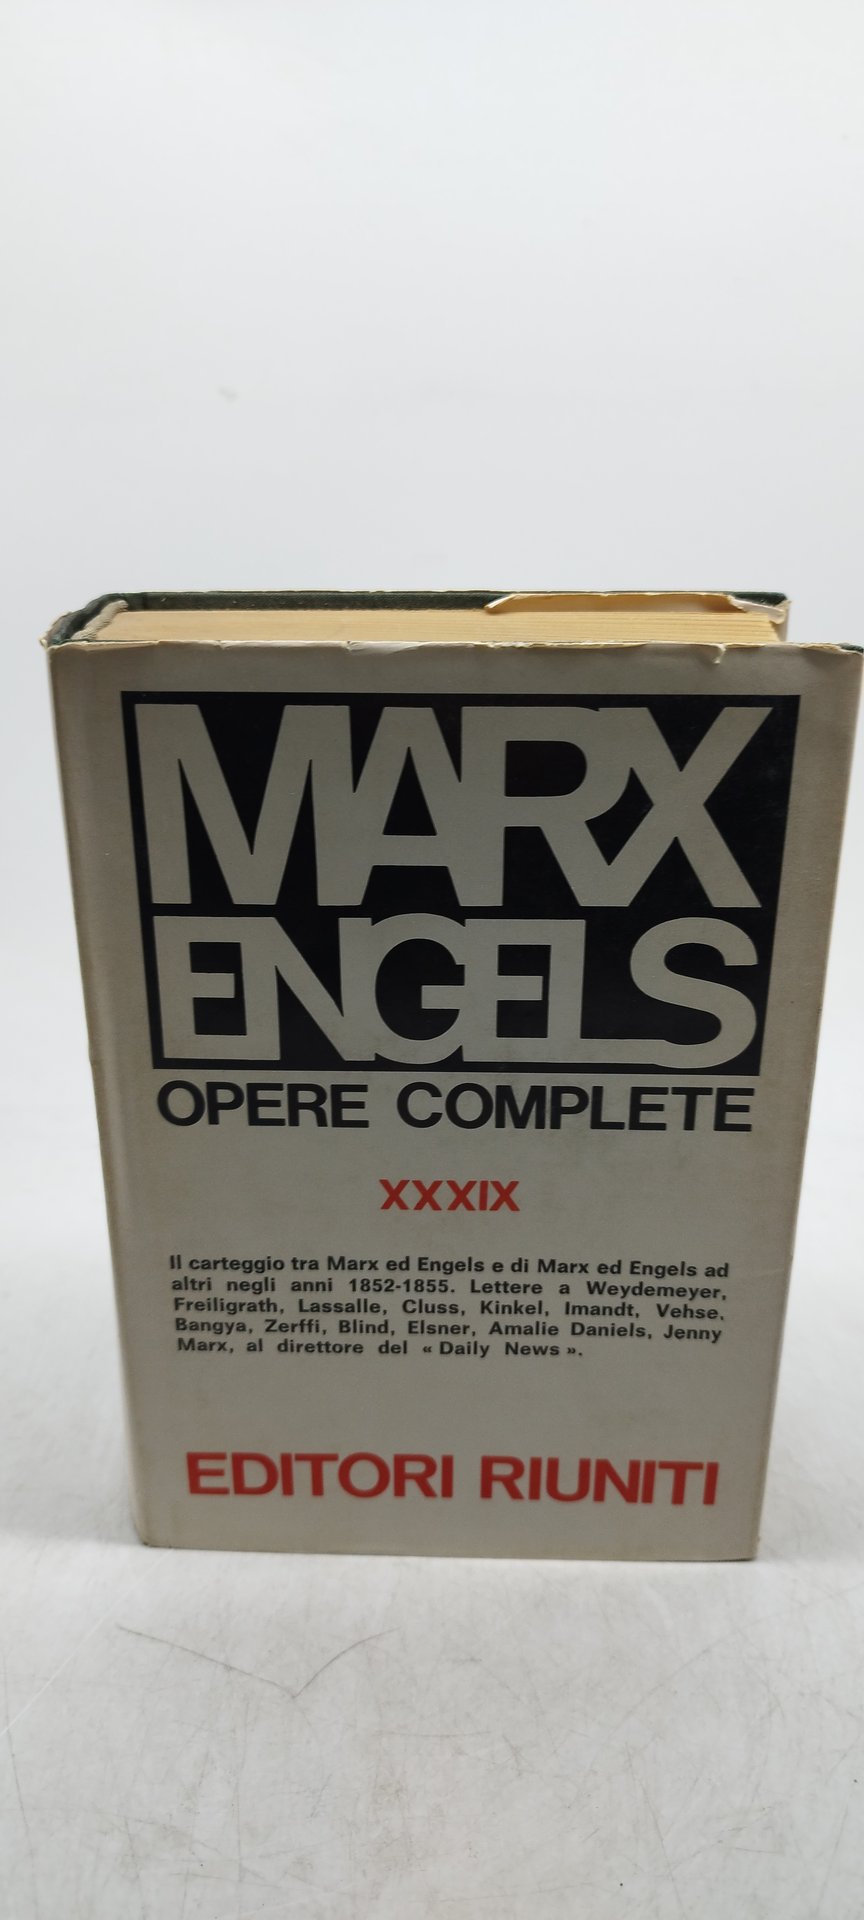 MARX
ENGELS
OPERE COMPLETE
XXXIX
Il carteggio tra Marx ed Engels e di Marx ed Engels ad
altri negli anni 1852-1855. Lettere a Weydemeyer,
Freiligrath, Lassalle, Cluss, Kinkel, Imandt, Vehse,
Bangya, Zerffi, Blind, Elsner, Amalie Daniels, Jenny
Marx, al direttore del « Daily News ».
EDITORI RIUNITI